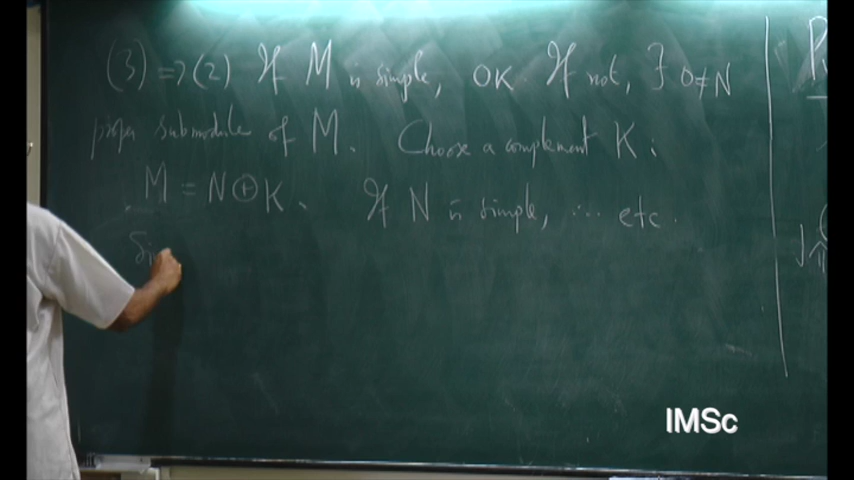 (3) => (2) If M is simple, OK. If not, ∃ 0≠N
proper submodule of M. Choose a complement K:
M = N ⊕ K. If N is simple, ... etc.
Si
IMSc